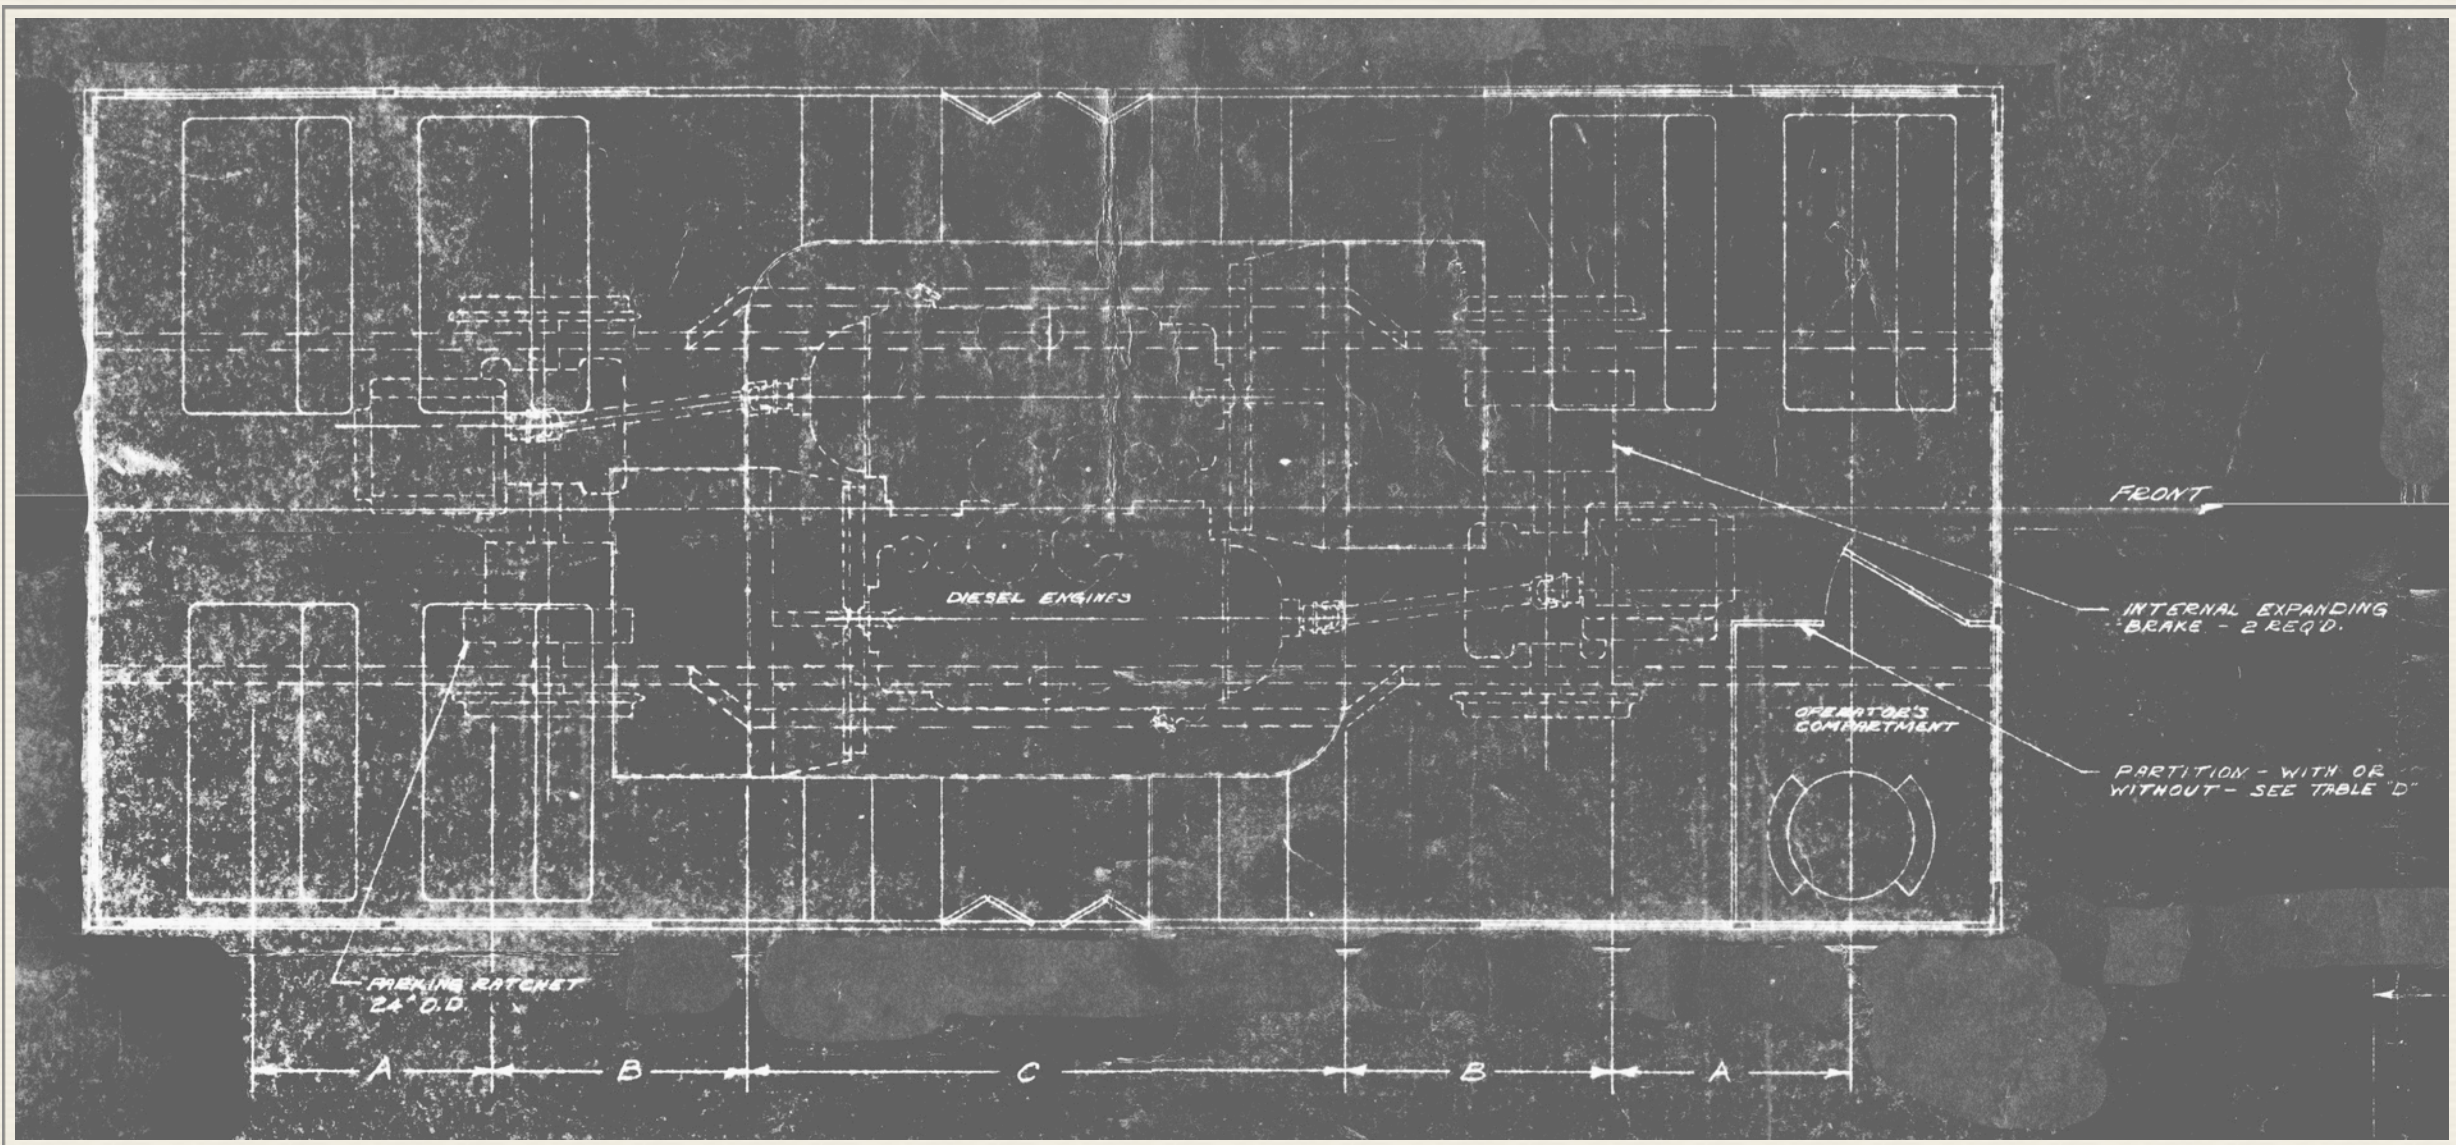 FRONT
DIESEL ENGINES
INTERNAL EXPANDING
BRAKE - 2 REQ'D.
OPERATOR'S
COMPARTMENT
PARTITION - WITH OR
WITHOUT - SEE TABLE "D"
PARKING RATCHET
24" O.D.
A B C B A